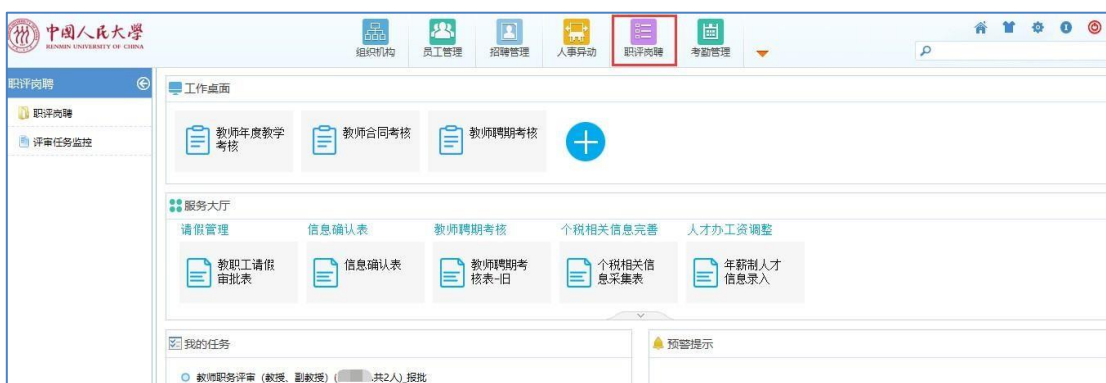 中国人民大學
RENMIN UNIVERSITY OF CHINA
组织机构
员工管理
招聘管理
人事异动
职评岗聘
考勤管理
职评岗聘
职评岗聘
评审任务监控
工作桌面
教师年度教学
考核
教师合同考核
教师聘期考核
服务大厅
请假管理
信息确认表
教师聘期考核
个税相关信息完善
人才办工资调整
教职工请假
审批表
信息确认表
教师聘期考
核表-旧
个税相关信
息采集表
年薪制人才
信息录入
我的任务
预警提示
教师职务评审（教授、副教授）( ,共2人)_报批